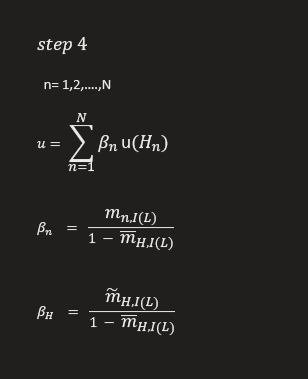 step 4
n= 1,2,....,N
u = ∑_{n=1}^{N} β_n u(H_n)
β_n = m_{n,I(L)} / (1 − m̅_{H,I(L)})
β_H = m̃_{H,I(L)} / (1 − m̅_{H,I(L)})